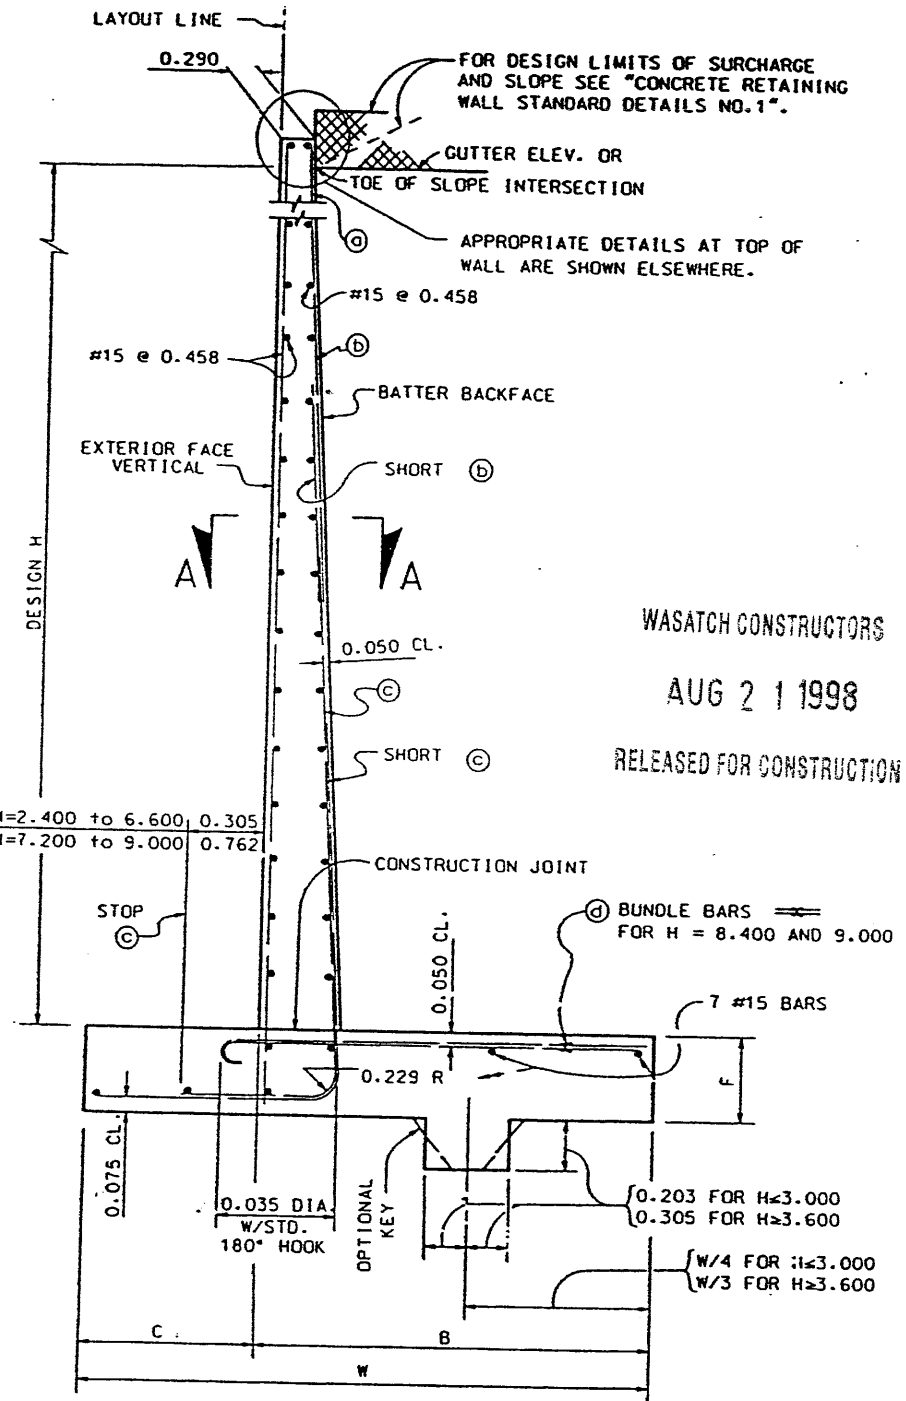 LAYOUT LINE
0.290
FOR DESIGN LIMITS OF SURCHARGE
AND SLOPE SEE "CONCRETE RETAINING
WALL STANDARD DETAILS NO.1".
GUTTER ELEV. OR
TOE OF SLOPE INTERSECTION
a
APPROPRIATE DETAILS AT TOP OF
WALL ARE SHOWN ELSEWHERE.
#15 @ 0.458
#15 @ 0.458
b
BATTER BACKFACE
EXTERIOR FACE
VERTICAL
SHORT b
A A
DESIGN H
WASATCH CONSTRUCTORS
AUG 21 1998
RELEASED FOR CONSTRUCTION
0.050 CL.
c
SHORT c
=2.400 to 6.600 0.305
=7.200 to 9.000 0.762
CONSTRUCTION JOINT
STOP
c
d BUNDLE BARS
FOR H = 8.400 AND 9.000
0.050 CL.
7 #15 BARS
0.229 R
F
0.075 CL.
0.035 DIA.
W/STD.
180° HOOK
OPTIONAL
KEY
0.203 FOR H≤3.000
0.305 FOR H≥3.600
W/4 FOR H≤3.000
W/3 FOR H≥3.600
C
B
W